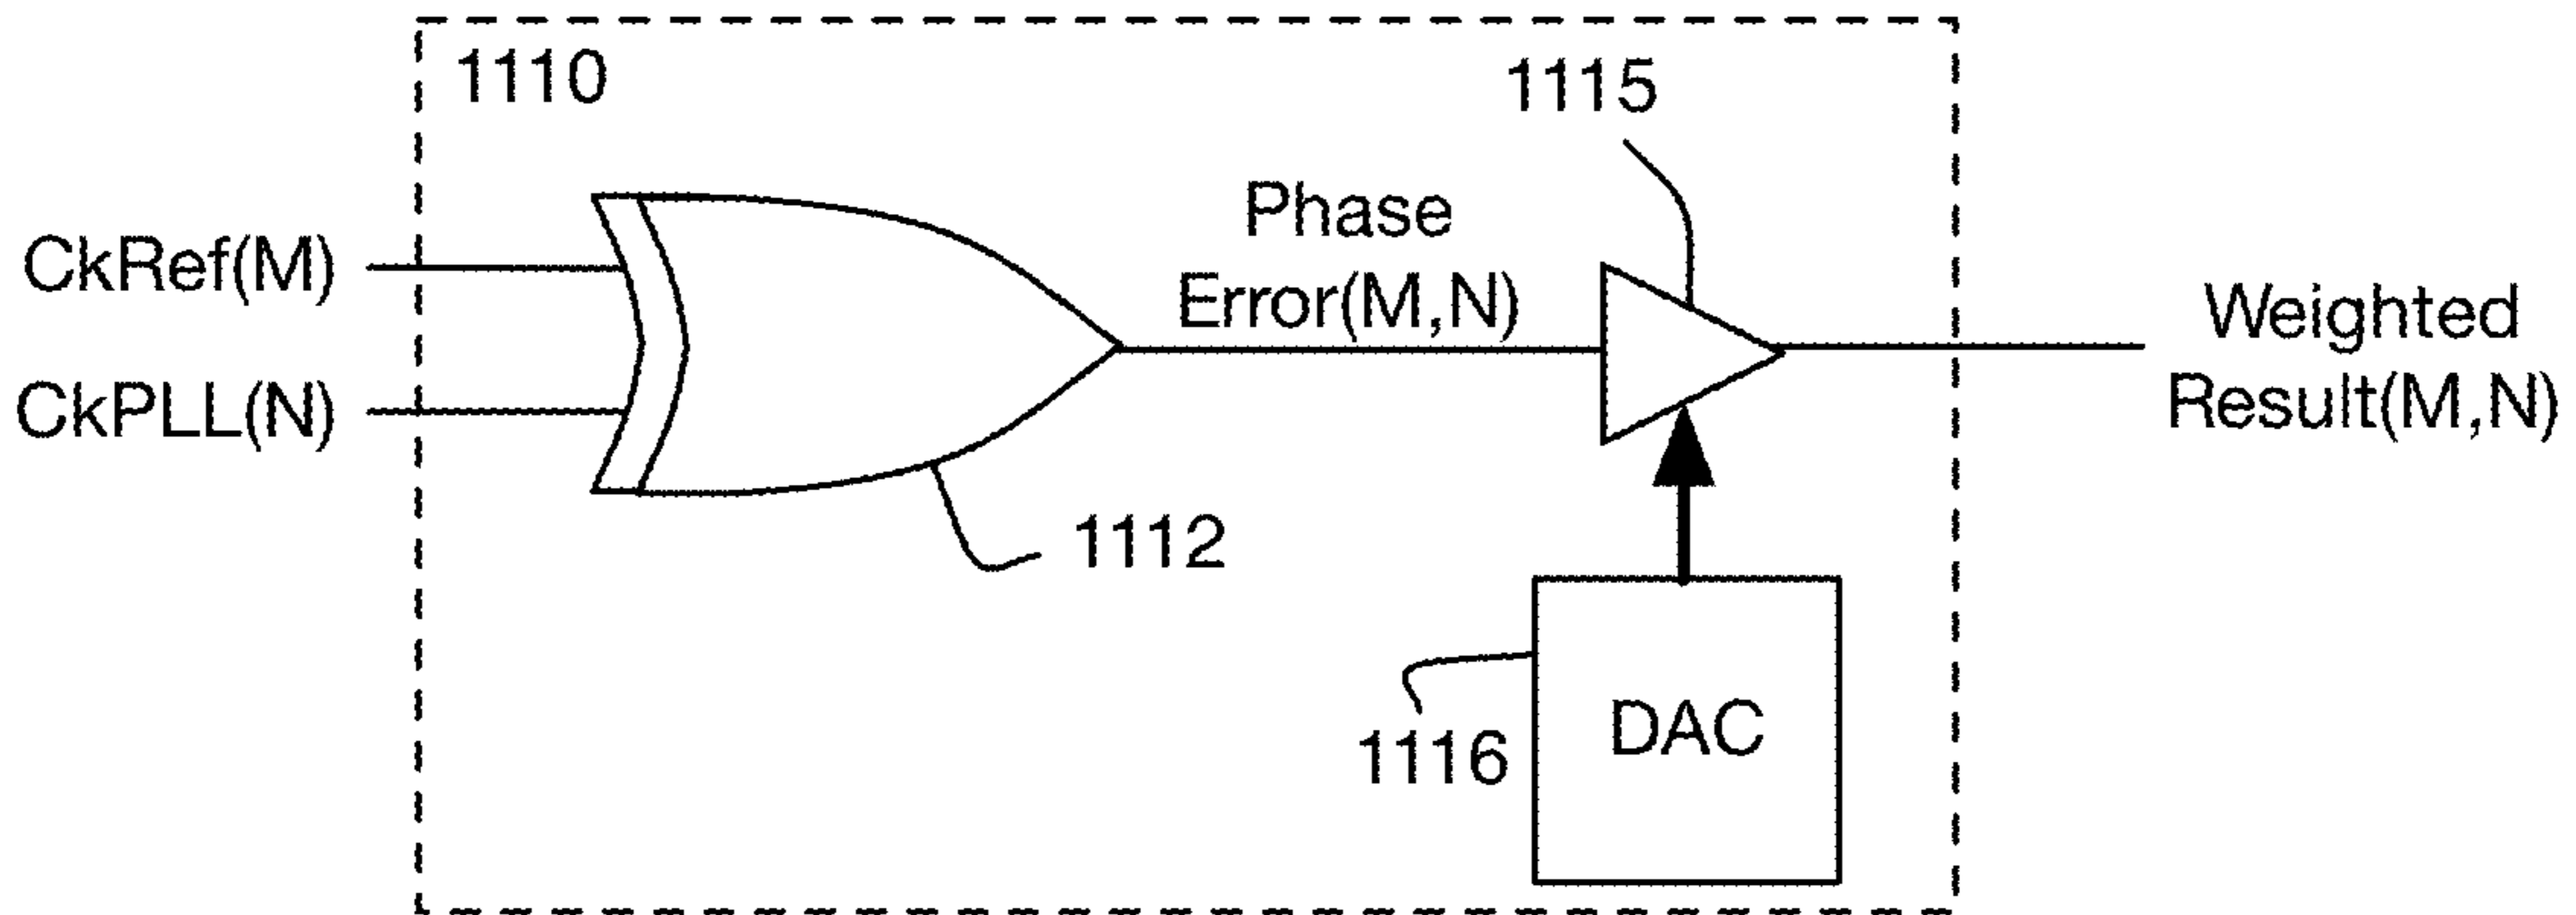 1110
1115
CkRef(M)
CkPLL(N)
Phase
Error(M,N)
Weighted
Result(M,N)
1112
1116
DAC